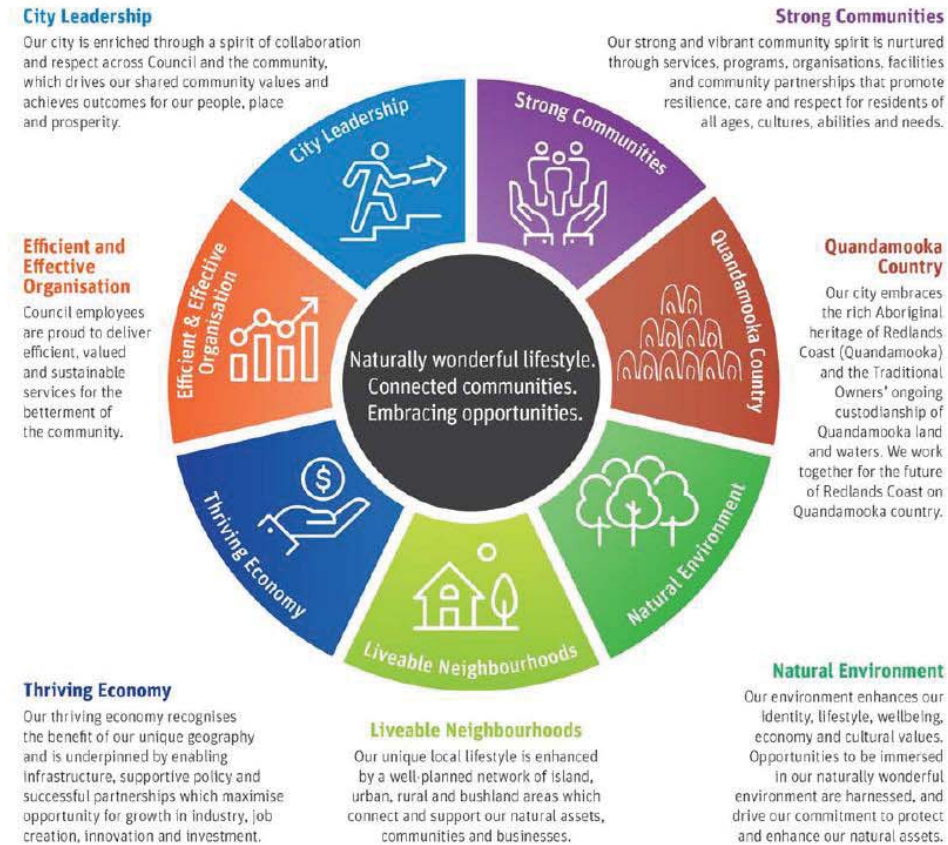 City Leadership
Our city is enriched through a spirit of collaboration
and respect across Council and the community,
which drives our shared community values and
achieves outcomes for our people, place
and prosperity.
Strong Communities
Our strong and vibrant community spirit is nurtured
through services, programs, organisations, facilities
and community partnerships that promote
resilience, care and respect for residents of
all ages, cultures, abilities and needs.
City Leadership
Strong Communities
Efficient and
Effective
Organisation
Council employees
are proud to deliver
efficient, valued
and sustainable
services for the
betterment of
the community.
Efficient & Effective
Organisation
Naturally wonderful lifestyle.
Connected communities.
Embracing opportunities.
Quandamooka Country
Quandamooka
Country
Our city embraces
the rich Aboriginal
heritage of Redlands
Coast (Quandamooka)
and the Traditional
Owners' ongoing
custodianship of
Quandamooka land
and waters. We work
together for the future
of Redlands Coast on
Quandamooka country.
$
Thriving Economy
Liveable Neighbourhoods
Natural Environment
Thriving Economy
Our thriving economy recognises
the benefit of our unique geography
and is underpinned by enabling
infrastructure, supportive policy and
successful partnerships which maximise
opportunity for growth in industry, job
creation, innovation and investment.
Liveable Neighbourhoods
Our unique local lifestyle is enhanced
by a well-planned network of island,
urban, rural and bushland areas which
connect and support our natural assets,
communities and businesses.
Natural Environment
Our environment enhances our
identity, lifestyle, wellbeing,
economy and cultural values.
Opportunities to be immersed
in our naturally wonderful
environment are harnessed, and
drive our commitment to protect
and enhance our natural assets.